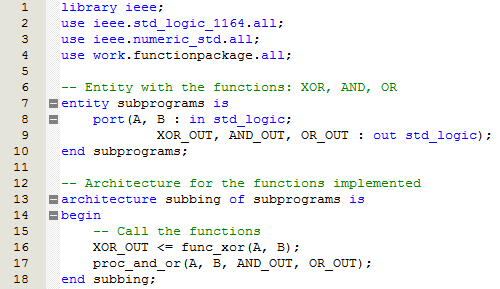 1 library ieee;
2 use ieee.std_logic_1164.all;
3 use ieee.numeric_std.all;
4 use work.functionpackage.all;
5
6 -- Entity with the functions: XOR, AND, OR
7 entity subprograms is
8     port(A, B : in std_logic;
9             XOR_OUT, AND_OUT, OR_OUT : out std_logic);
10 end subprograms;
11
12 -- Architecture for the functions implemented
13 architecture subbing of subprograms is
14 begin
15     -- Call the functions
16     XOR_OUT <= func_xor(A, B);
17     proc_and_or(A, B, AND_OUT, OR_OUT);
18 end subbing;